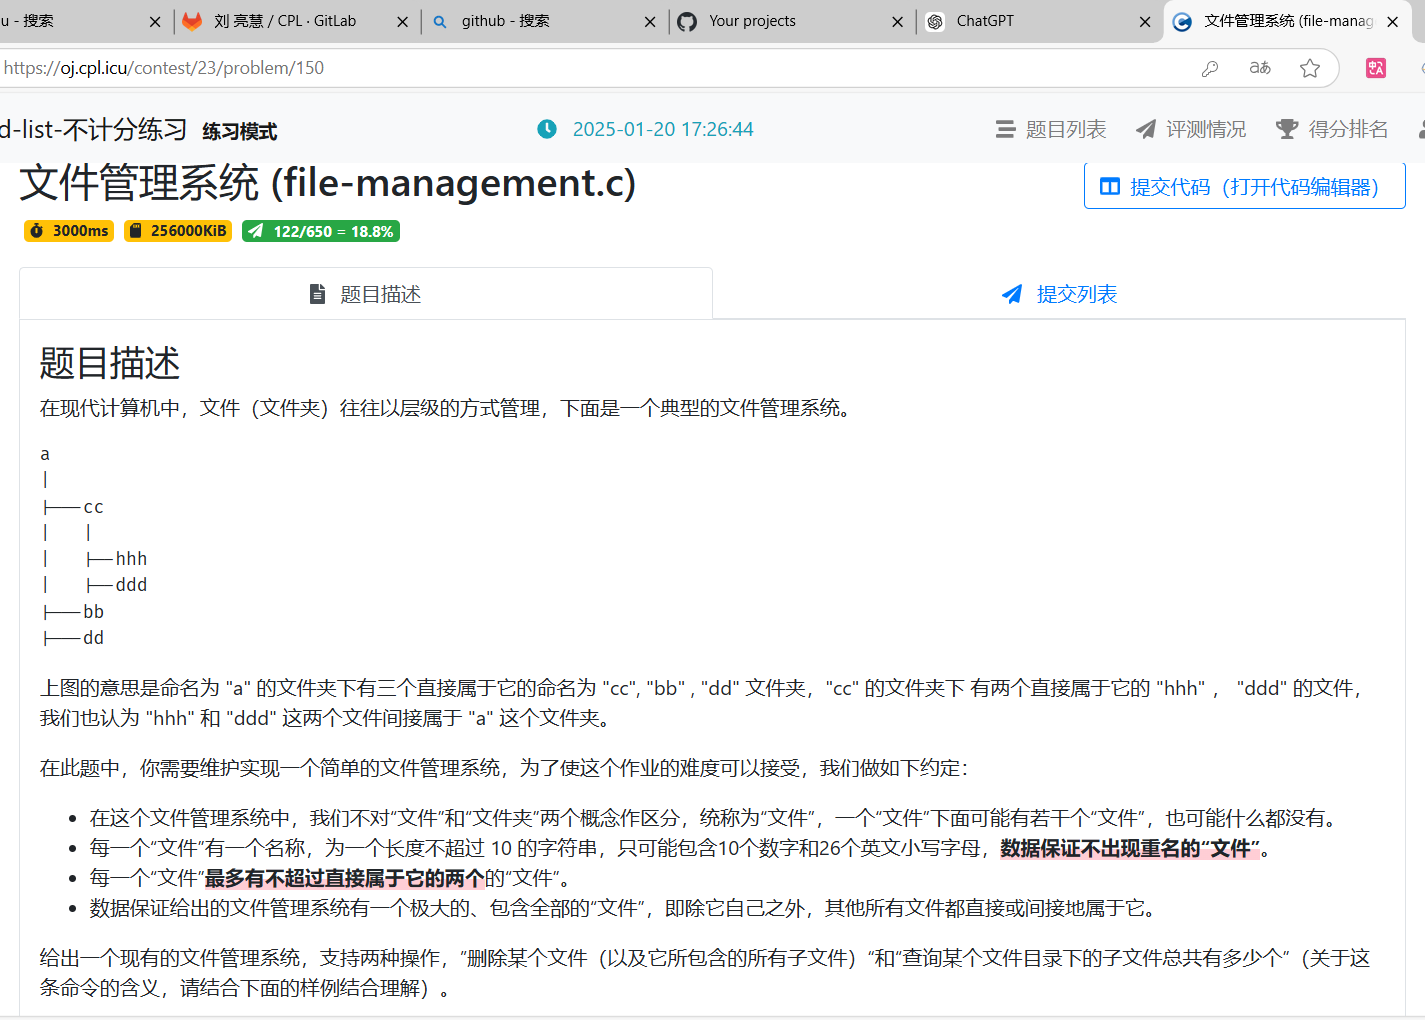 u - 搜索
刘 亮慧 / CPL · GitLab
github - 搜索
Your projects
ChatGPT
文件管理系统 (file-manag
https://oj.cpl.icu/contest/23/problem/150
aあ
d-list-不计分练习 练习模式
2025-01-20 17:26:44
题目列表
评测情况
得分排名
文件管理系统 (file-management.c)
提交代码（打开代码编辑器）
3000ms
256000KiB
122/650 = 18.8%
题目描述
提交列表
题目描述
在现代计算机中，文件（文件夹）往往以层级的方式管理，下面是一个典型的文件管理系统。
a
|
├───cc
|   |
|   ├──hhh
|   ├──ddd
├───bb
├───dd
上图的意思是命名为 "a" 的文件夹下有三个直接属于它的命名为 "cc", "bb" , "dd" 文件夹，"cc" 的文件夹下 有两个直接属于它的 "hhh" ， "ddd" 的文件，
我们也认为 "hhh" 和 "ddd" 这两个文件间接属于 "a" 这个文件夹。
在此题中，你需要维护实现一个简单的文件管理系统，为了使这个作业的难度可以接受，我们做如下约定：
• 在这个文件管理系统中，我们不对“文件”和“文件夹”两个概念作区分，统称为“文件”，一个“文件”下面可能有若干个“文件”，也可能什么都没有。
• 每一个“文件”有一个名称，为一个长度不超过 10 的字符串，只可能包含10个数字和26个英文小写字母，数据保证不出现重名的“文件”。
• 每一个“文件”最多有不超过直接属于它的两个的“文件”。
• 数据保证给出的文件管理系统有一个极大的、包含全部的“文件”，即除它自己之外，其他所有文件都直接或间接地属于它。
给出一个现有的文件管理系统，支持两种操作，”删除某个文件（以及它所包含的所有子文件）“和“查询某个文件目录下的子文件总共有多少个”（关于这
条命令的含义，请结合下面的样例结合理解）。